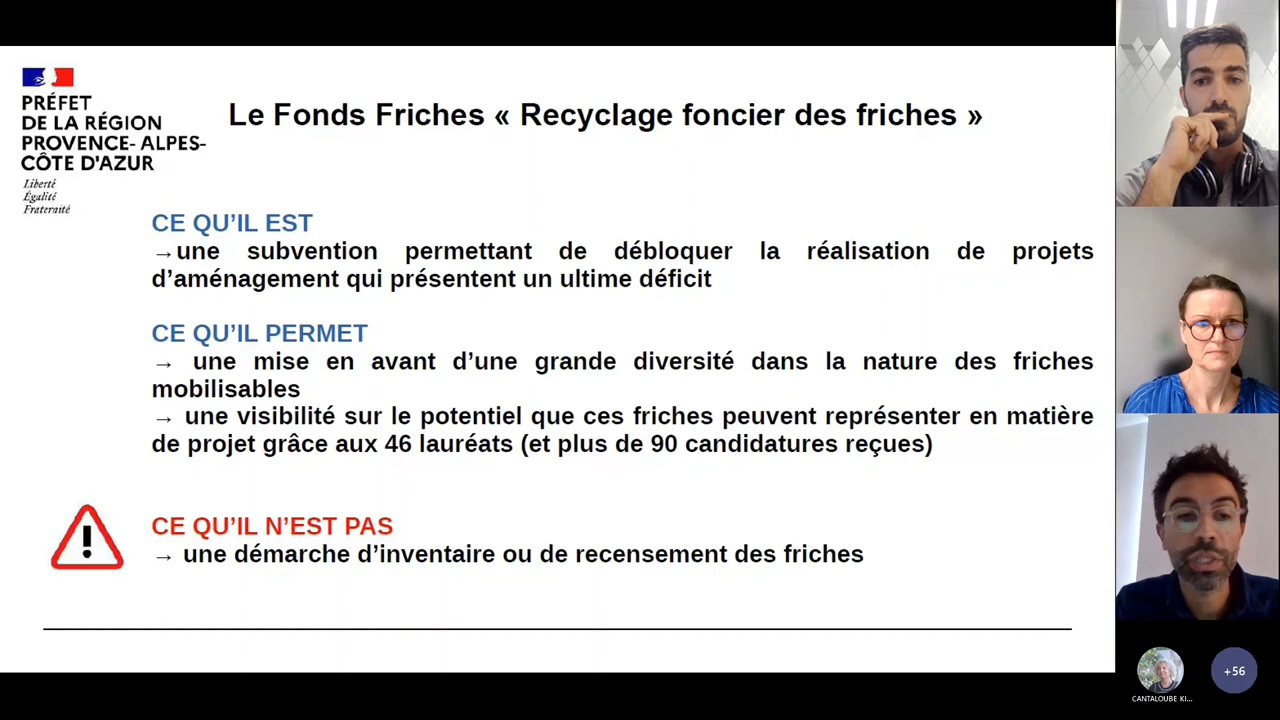 PRÉFET
DE LA RÉGION
PROVENCE- ALPES-
CÔTE D'AZUR
Liberté
Égalité
Fraternité
Le Fonds Friches « Recyclage foncier des friches »
CE QU’IL EST
→une subvention permettant de débloquer la réalisation de projets
d’aménagement qui présentent un ultime déficit
CE QU’IL PERMET
→ une mise en avant d’une grande diversité dans la nature des friches
mobilisables
→ une visibilité sur le potentiel que ces friches peuvent représenter en matière
de projet grâce aux 46 lauréats (et plus de 90 candidatures reçues)
CE QU’IL N’EST PAS
→ une démarche d’inventaire ou de recensement des friches
CANTALOUBE KI...
+56